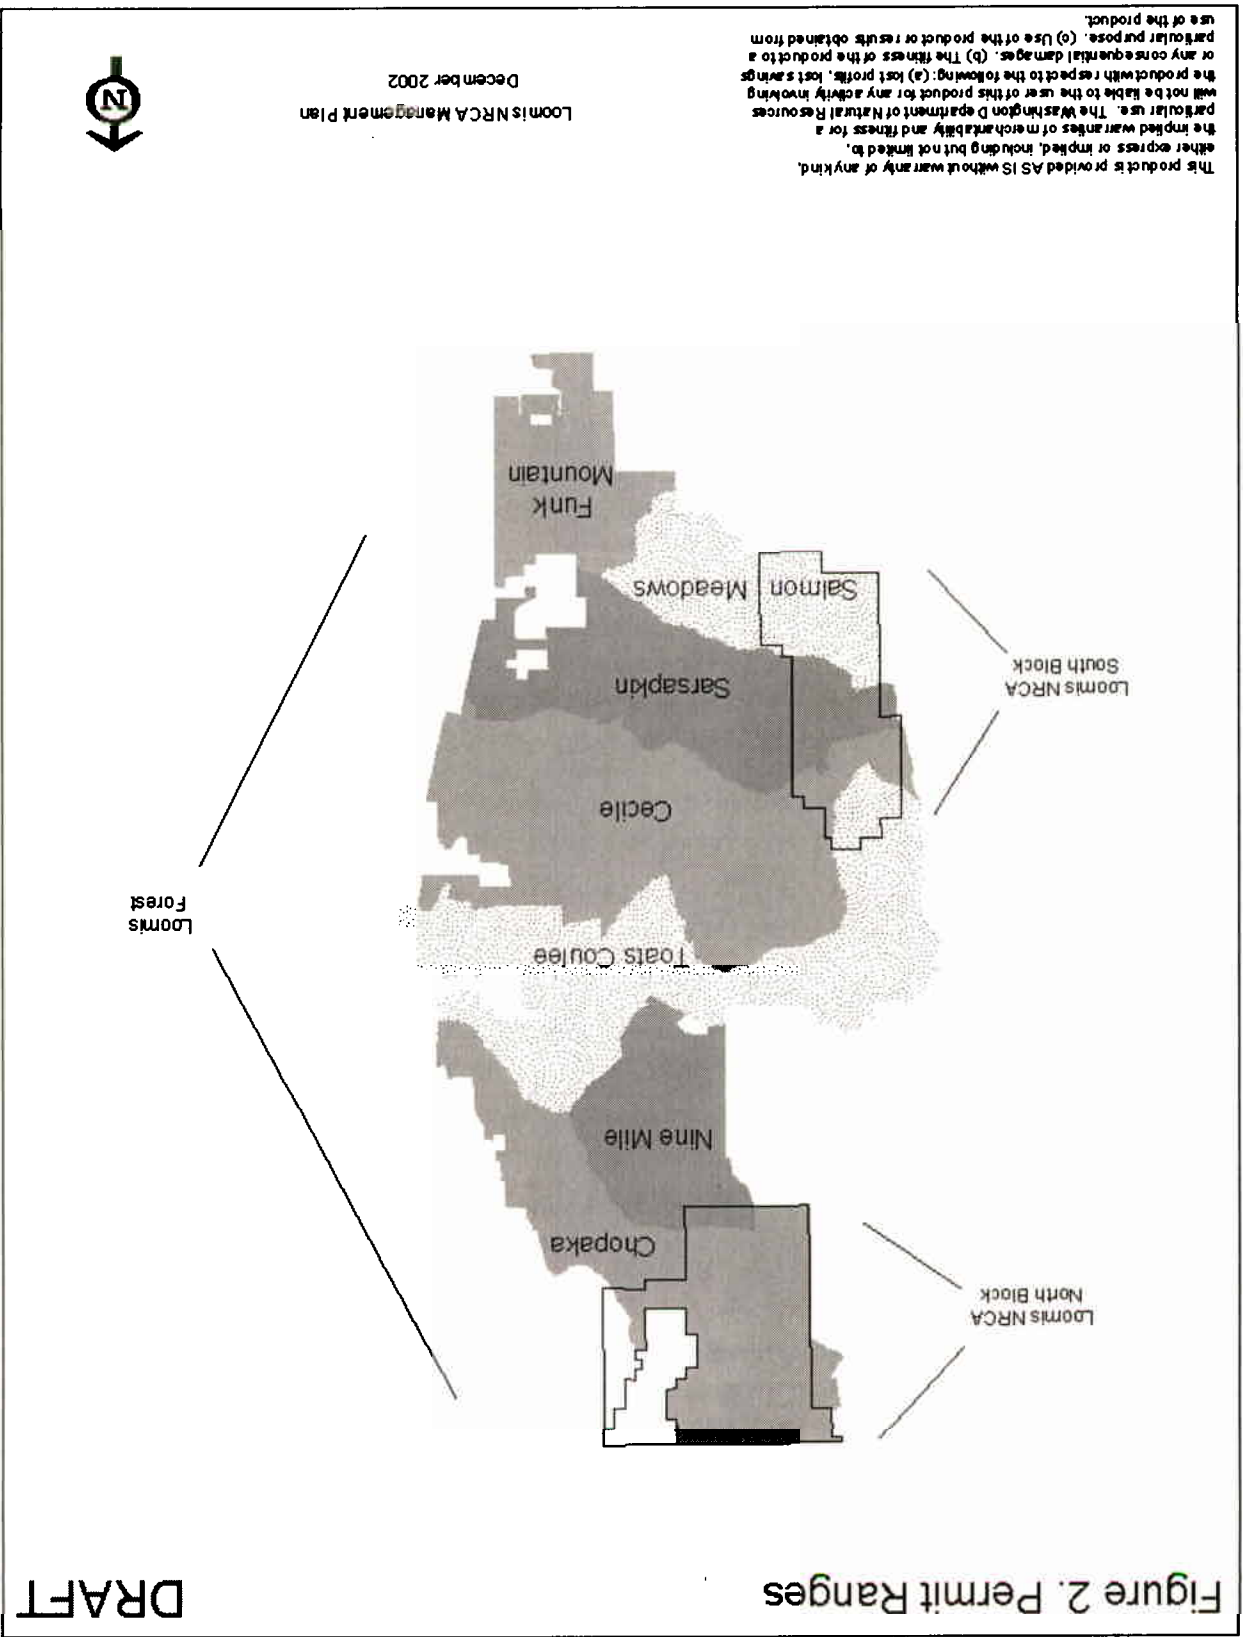 Figure 2. Permit Ranges
DRAFT
Loomis NRCA
North Block
Chopaka
Nine Mile
Toats Coulee
Loomis
Forest
Cecile
Loomis NRCA
South Block
Sarsapkin
Salmon
Meadows
Funk
Mountain
This product is provided AS IS without warranty of any kind,
either express or implied, including but not limited to,
the implied warranties of merchantability and fitness for a
particular use. The Washington Department of Natural Resources
will not be liable to the user of this product for any activity involving
the product with respect to the following: (a) lost profits, lost savings
or any consequential damages. (b) The fitness of the product to a
particular purpose. (c) Use of the product or results obtained from
use of the product.
Loomis NRCA Management Plan
December 2002
N